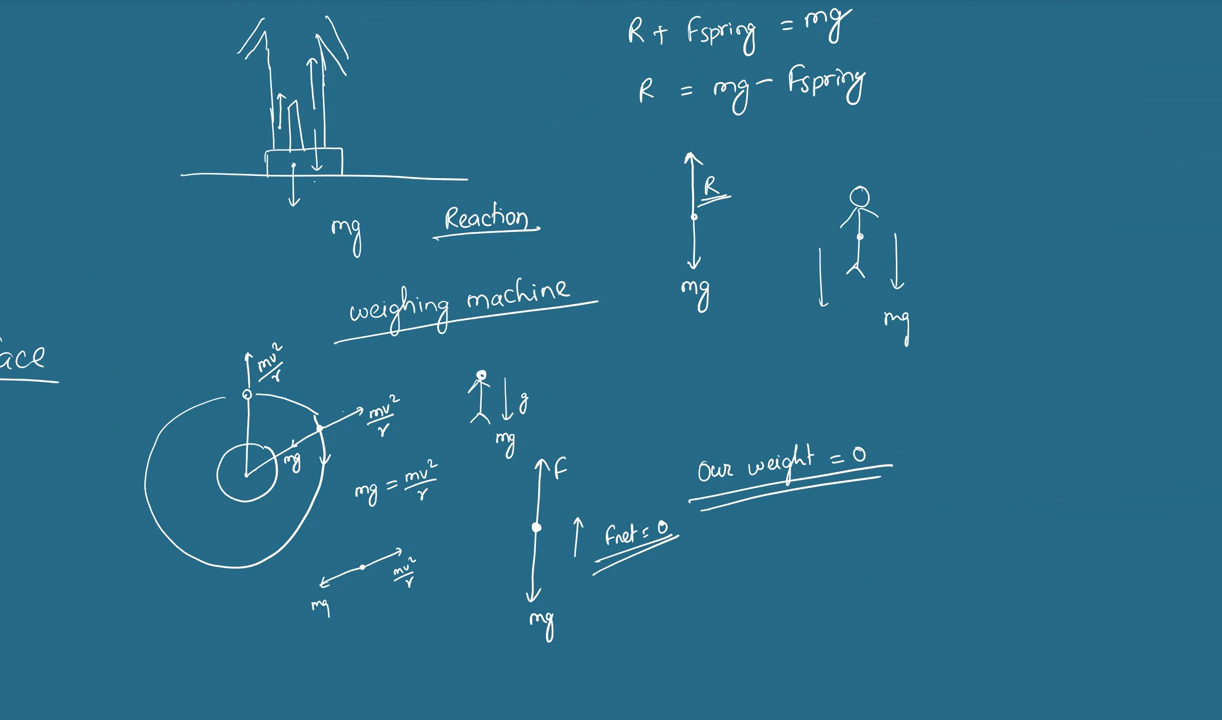 R + Fspring = mg
R = mg - Fspring
R
mg
Reaction
mg
mg
weighing machine
ace
mv²/r
mv²/r
g
mg
mg
mg = mv²/r
F
Our weight = 0
Fnet = 0
mv²/r
mg
mg